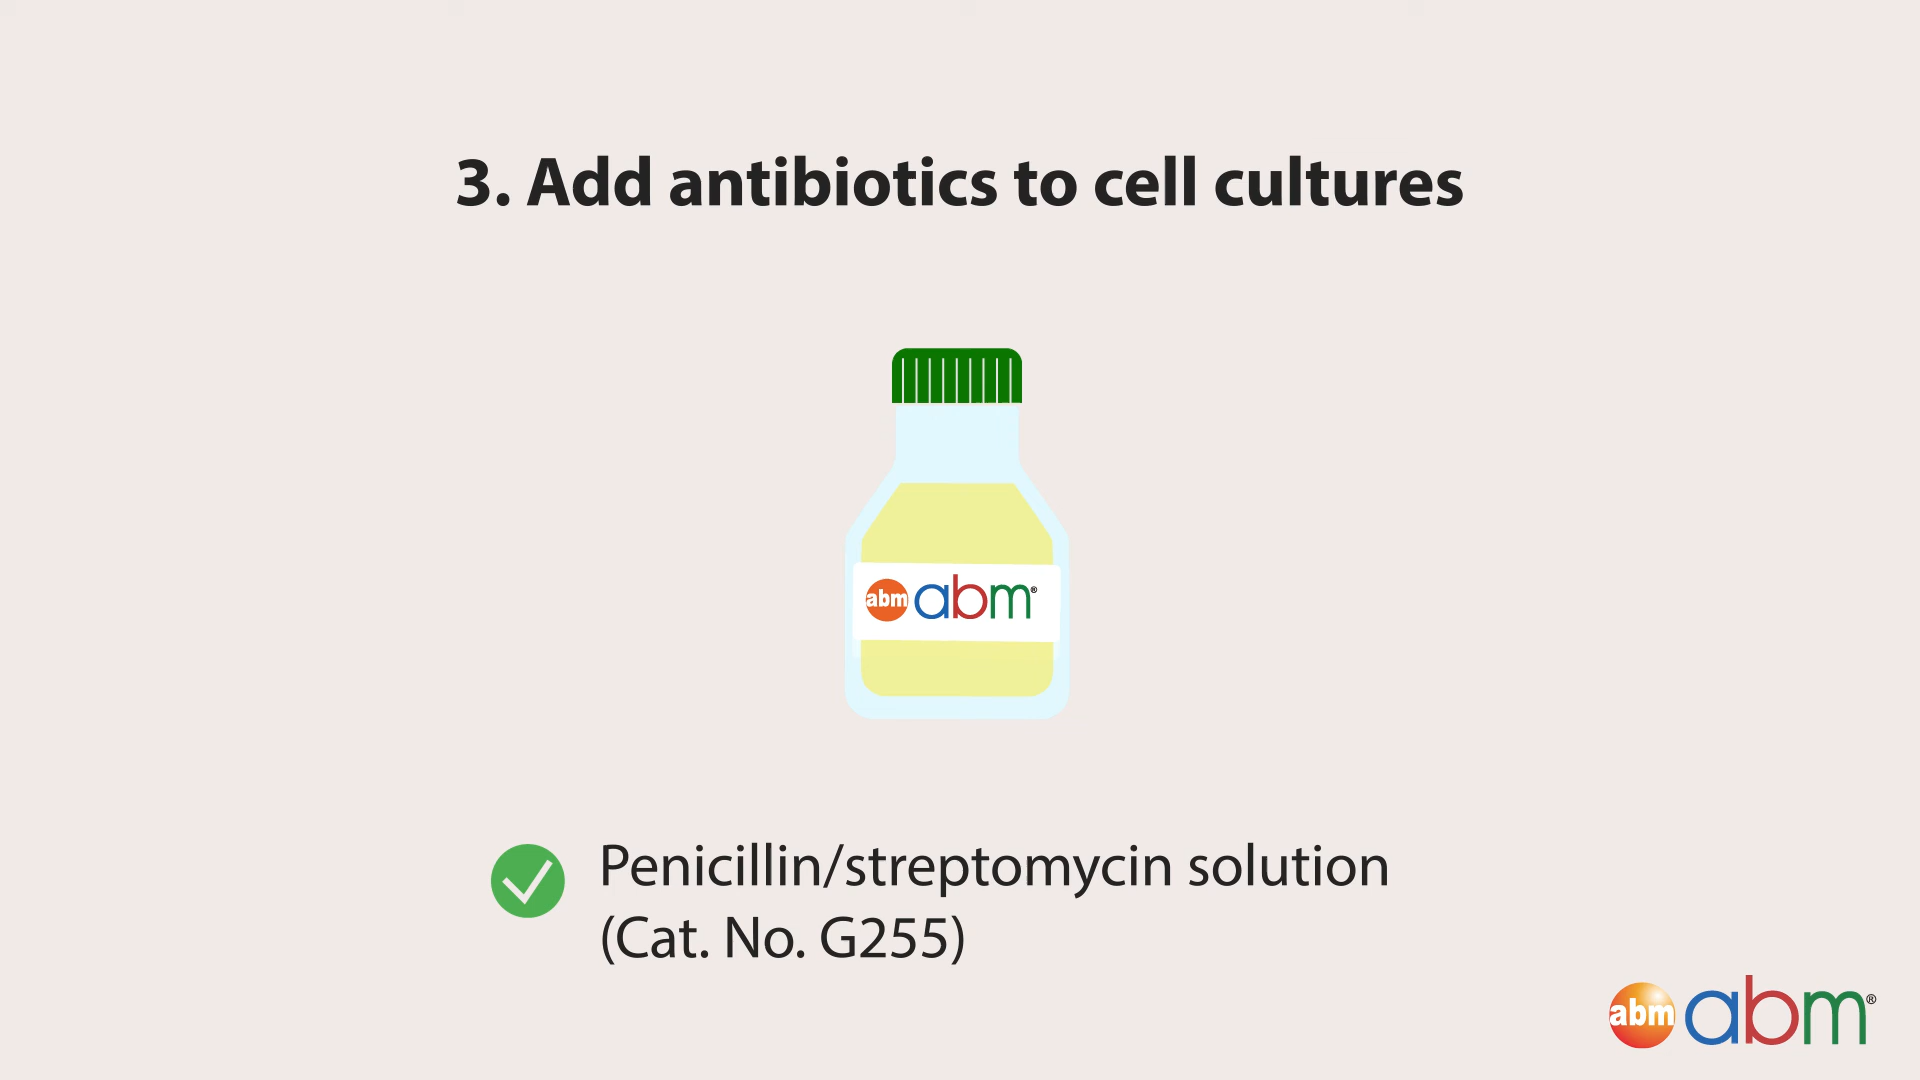 3. Add antibiotics to cell cultures
abm abm®
Penicillin/streptomycin solution
(Cat. No. G255)
abm abm®